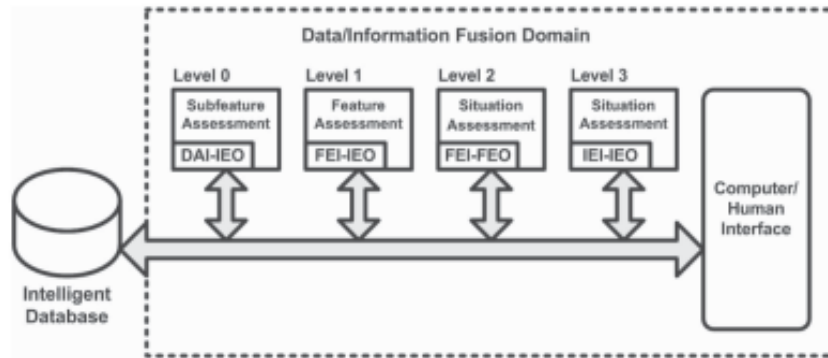 Data/Information Fusion Domain
Level 0
Level 1
Level 2
Level 3
Subfeature
Assessment
DAI-IEO
Feature
Assessment
FEI-IEO
Situation
Assessment
FEI-FEO
Situation
Assessment
IEI-IEO
Computer/
Human
Interface
Intelligent
Database